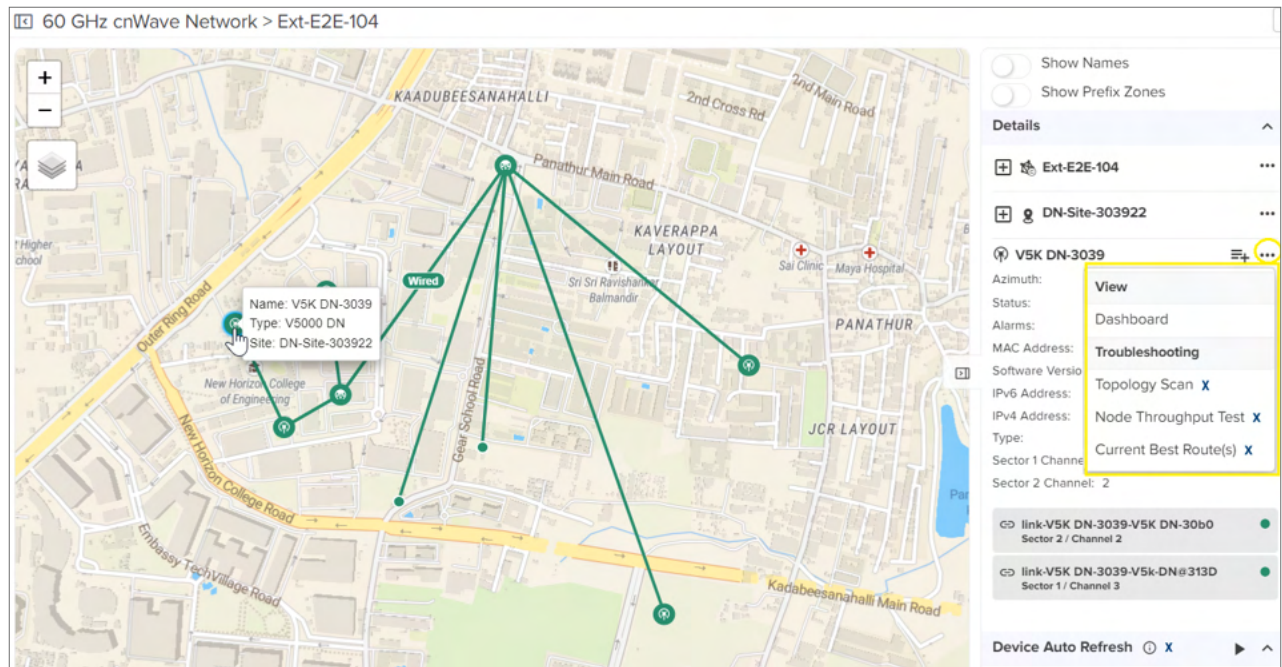 60 GHz cnWave Network > Ext-E2E-104
+
−
KAADUBEESANAHALLI
2nd Cross Rd
2nd Main Road
Panathur Main Road
KAVERAPPA
LAYOUT
Sai Clinic
Maya Hospital
Sri Sri Ravishankar
Balmandir
Higher
chool
Wired
Name: V5K DN-3039
Type: V5000 DN
Site: DN-Site-303922
Outer Ring Road
New Horizon College
of Engineering
PANATHUR
JCR LAYOUT
Gear School Road
New Horizon College Road
Embassy TechVillage Road
Kadabeesanahalli Main Road
Pan
Show Names
Show Prefix Zones
Details
Ext-E2E-104
DN-Site-303922
V5K DN-3039
Azimuth:
Status:
Alarms:
MAC Address:
Software Versio
IPv6 Address:
IPv4 Address:
Type:
Sector 1 Channe
Sector 2 Channel: 2
View
Dashboard
Troubleshooting
Topology Scan X
Node Throughput Test X
Current Best Route(s) X
link-V5K DN-3039-V5K DN-30b0
Sector 2 / Channel 2
link-V5K DN-3039-V5k-DN@313D
Sector 1 / Channel 3
Device Auto Refresh X